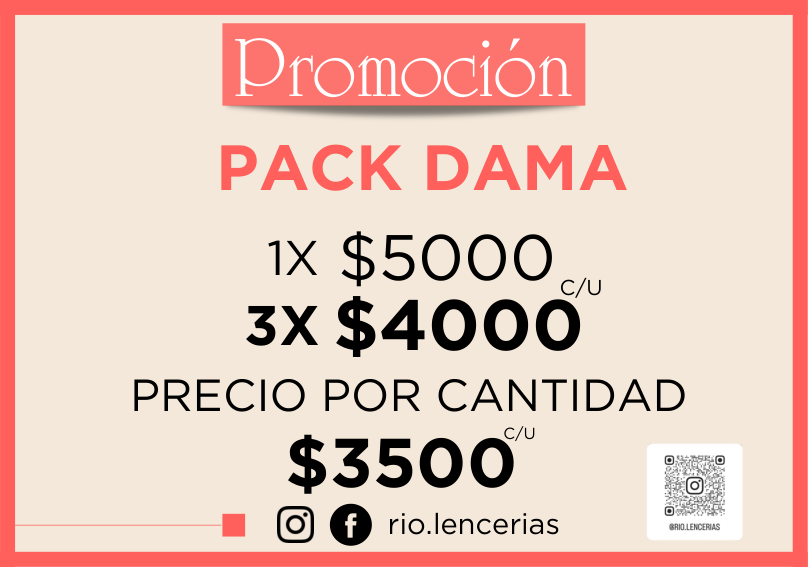 Promoción
PACK DAMA
1X $5000
3X $4000 C/U
PRECIO POR CANTIDAD
$3500 C/U
rio.lencerias
@RIO.LENCERIAS